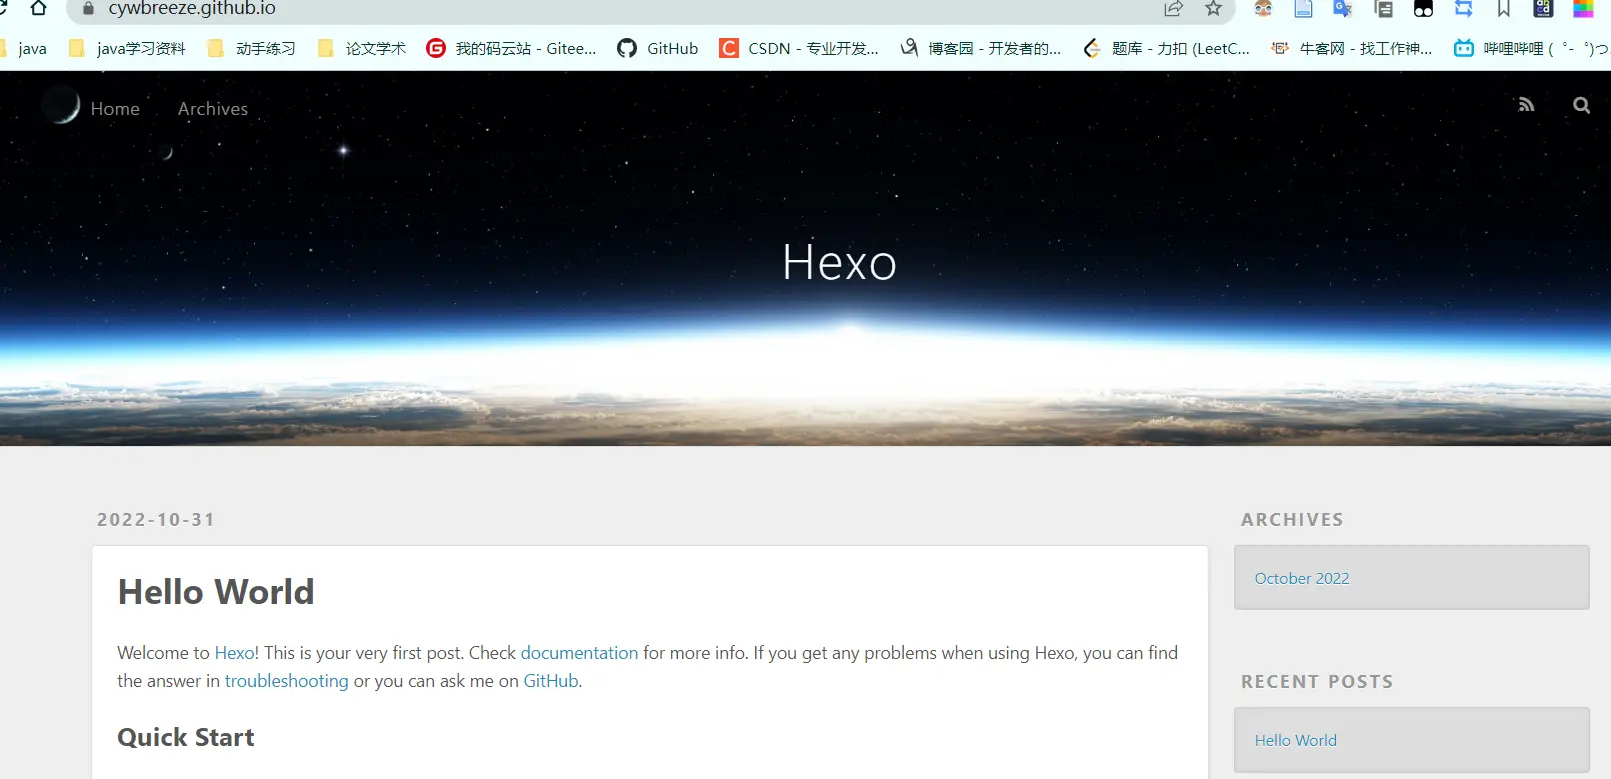 cywbreeze.github.io
java java学习资料 动手练习 论文学术 我的码云站 - Gitee... GitHub CSDN - 专业开发... 博客园 - 开发者的... 题库 - 力扣 (LeetC... 牛客网 - 找工作神... 哔哩哔哩 ( ゜- ゜)つ
Home Archives
Hexo
2022-10-31
Hello World
Welcome to Hexo! This is your very first post. Check documentation for more info. If you get any problems when using Hexo, you can find
the answer in troubleshooting or you can ask me on GitHub.
Quick Start
ARCHIVES
October 2022
RECENT POSTS
Hello World